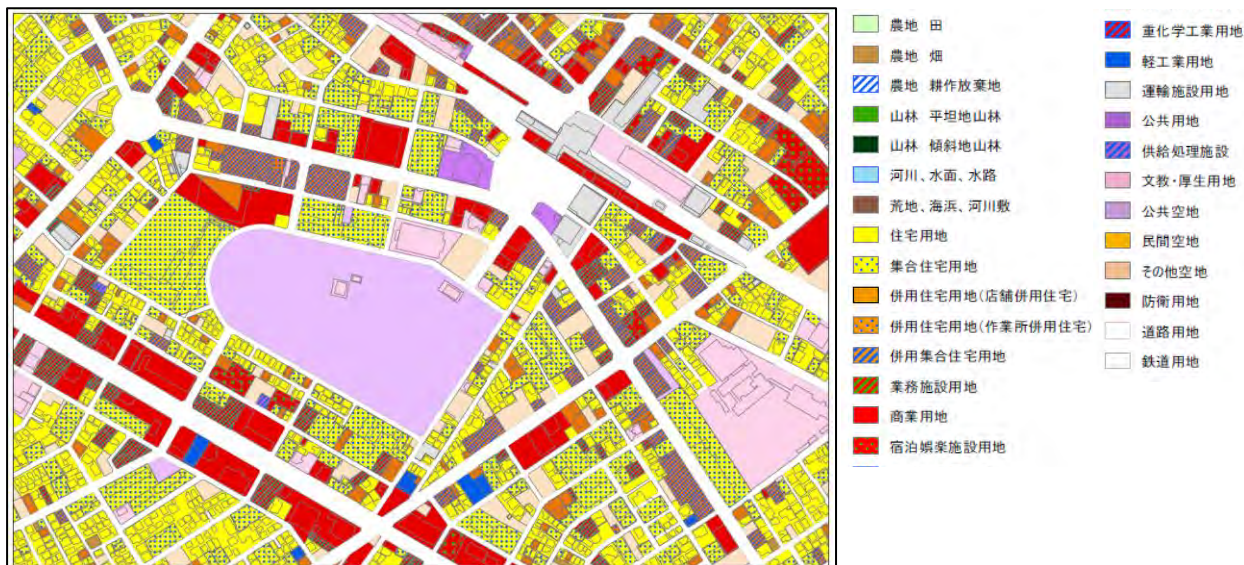 農地 田
農地 畑
農地 耕作放棄地
山林 平坦地山林
山林 傾斜地山林
河川、水面、水路
荒地、海浜、河川敷
住宅用地
集合住宅用地
併用住宅用地(店舗併用住宅)
併用住宅用地(作業所併用住宅)
併用集合住宅用地
業務施設用地
商業用地
宿泊娯楽施設用地
重化学工業用地
軽工業用地
運輸施設用地
公共用地
供給処理施設
文教・厚生用地
公共空地
民間空地
その他空地
防衛用地
道路用地
鉄道用地